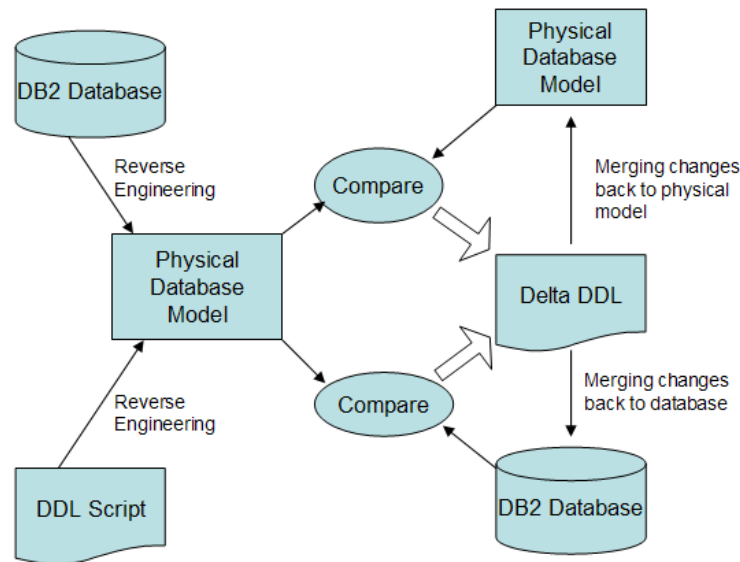 DB2 Database
Reverse
Engineering
Physical
Database
Model
Reverse
Engineering
DDL Script
Compare
Compare
Physical
Database
Model
Merging changes
back to physical
model
Delta DDL
Merging changes
back to database
DB2 Database